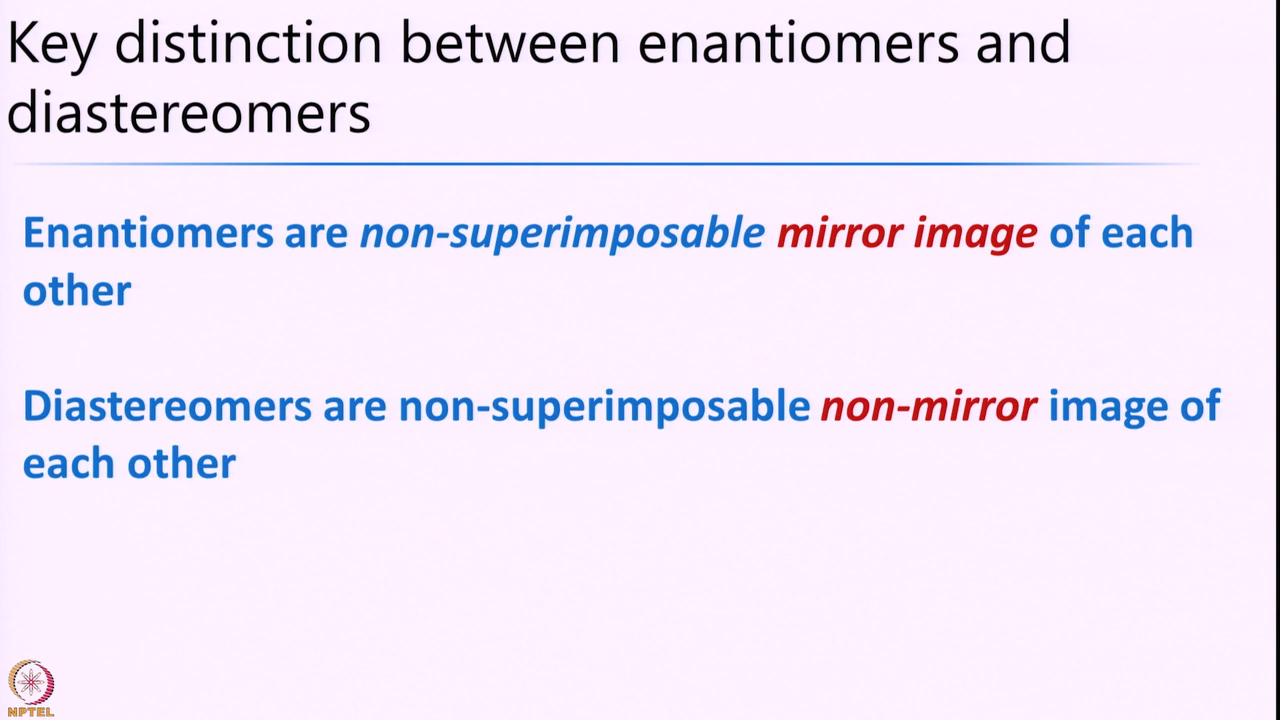 Key distinction between enantiomers and
diastereomers
Enantiomers are non-superimposable mirror image of each
other
Diastereomers are non-superimposable non-mirror image of
each other
NPTEL